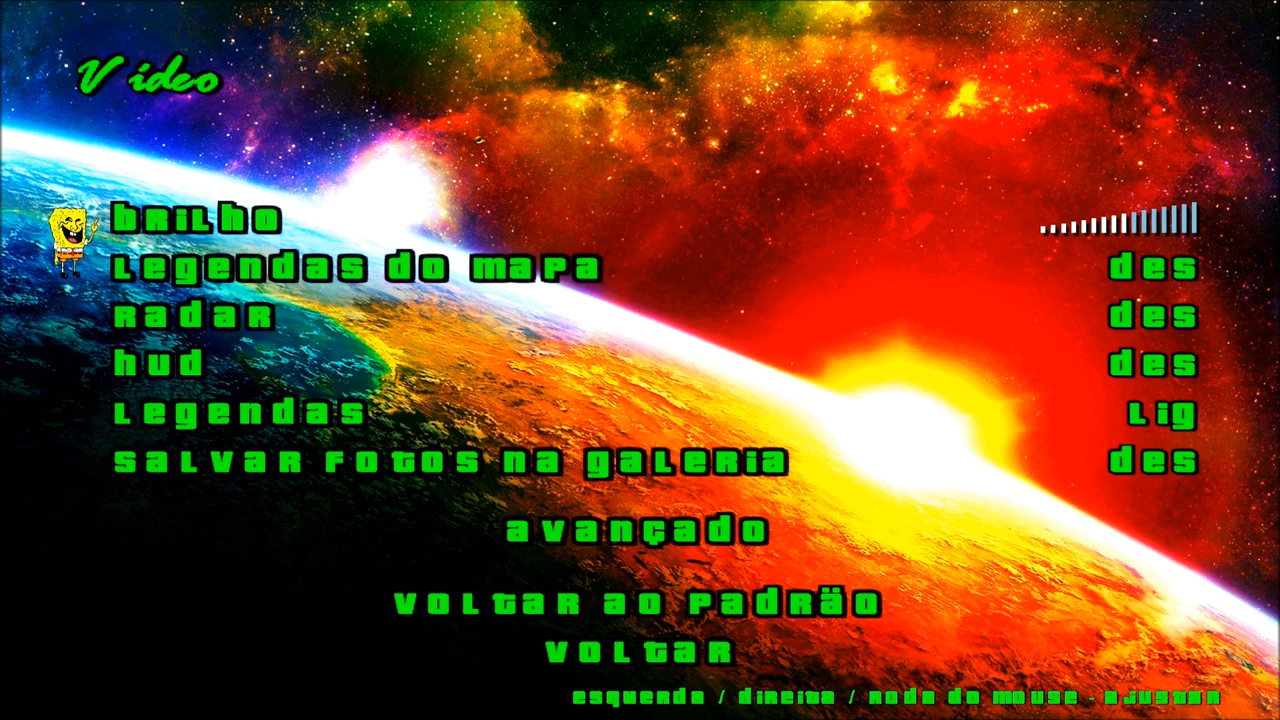 Vídeo
BRILHO
LEGENDAS DO MAPA DES
RADAR DES
HUD DES
LEGENDAS LIG
SALVAR FOTOS NA GALERIA DES
AVANÇADO
VOLTAR AO PADRÄO
VOLTAR
ESQUERDA / DIREITA / RODA DO MOUSE - AJUSTAR